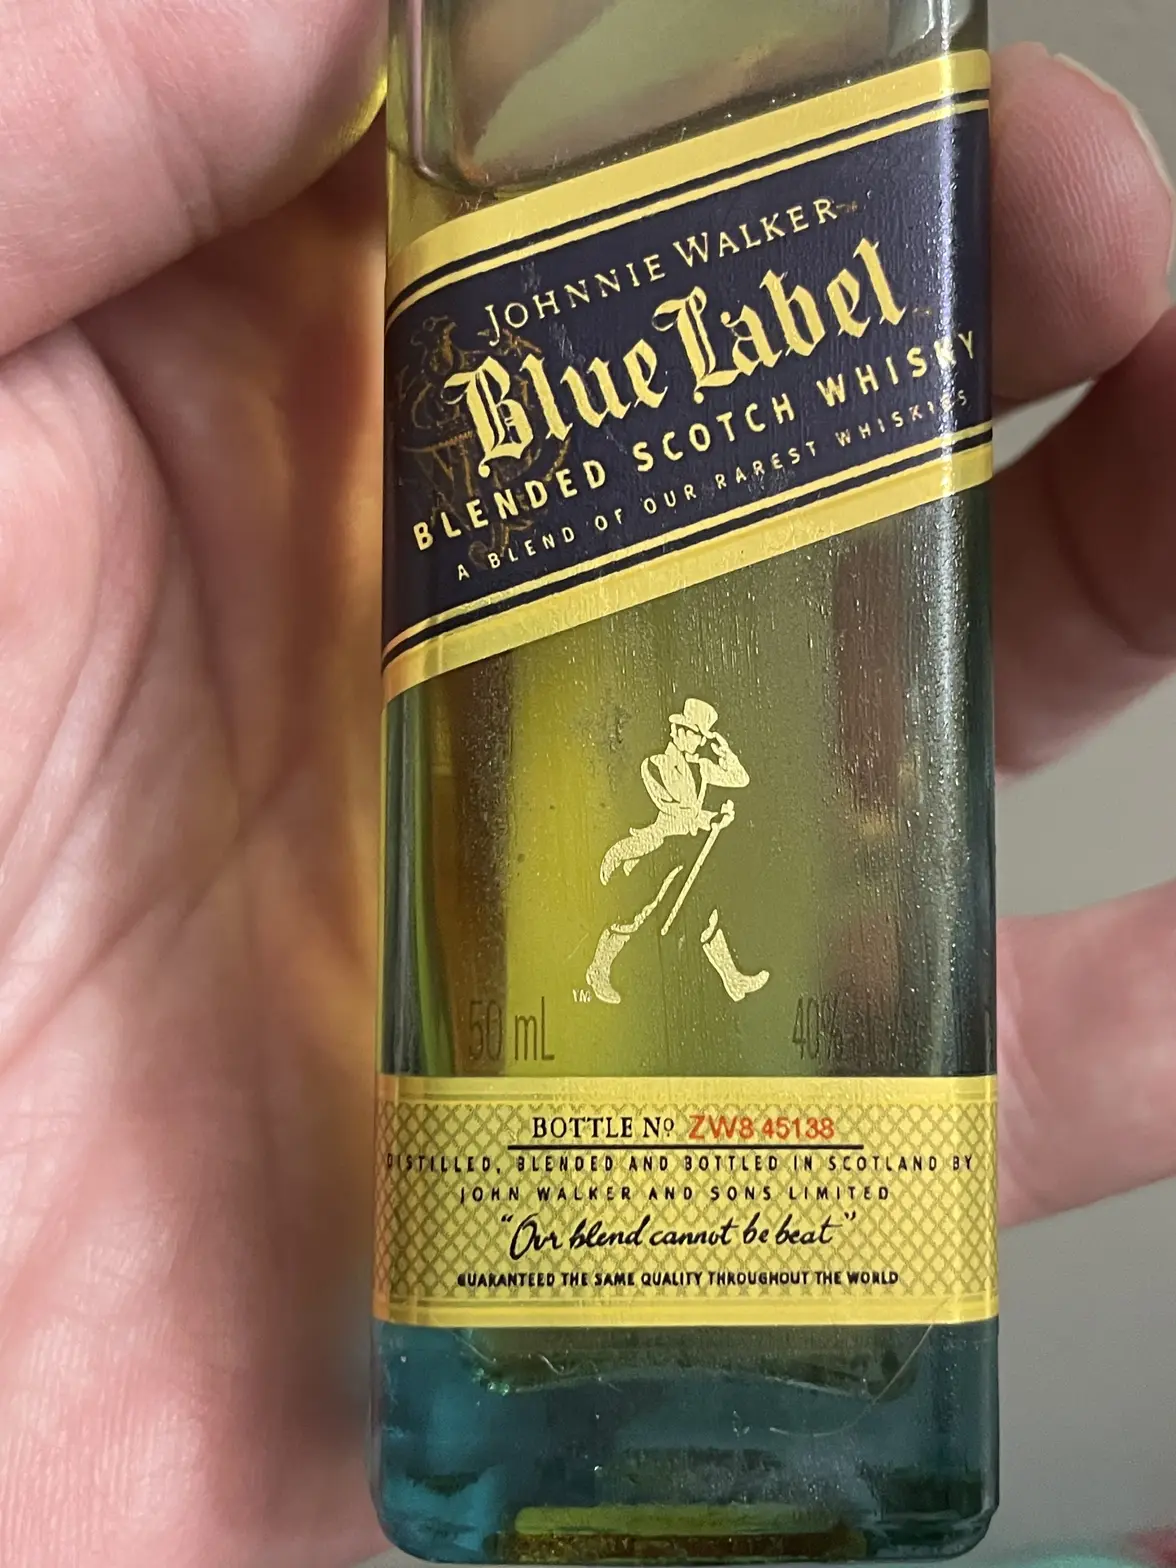 JOHNNIE WALKER
Blue Label
BLENDED SCOTCH WHISKY
A BLEND OF OUR RAREST WHISKIES
50 mL 40%
BOTTLE Nº ZW8 45138
DISTILLED, BLENDED AND BOTTLED IN SCOTLAND BY
JOHN WALKER AND SONS LIMITED
"Our blend cannot be beat"
GUARANTEED THE SAME QUALITY THROUGHOUT THE WORLD